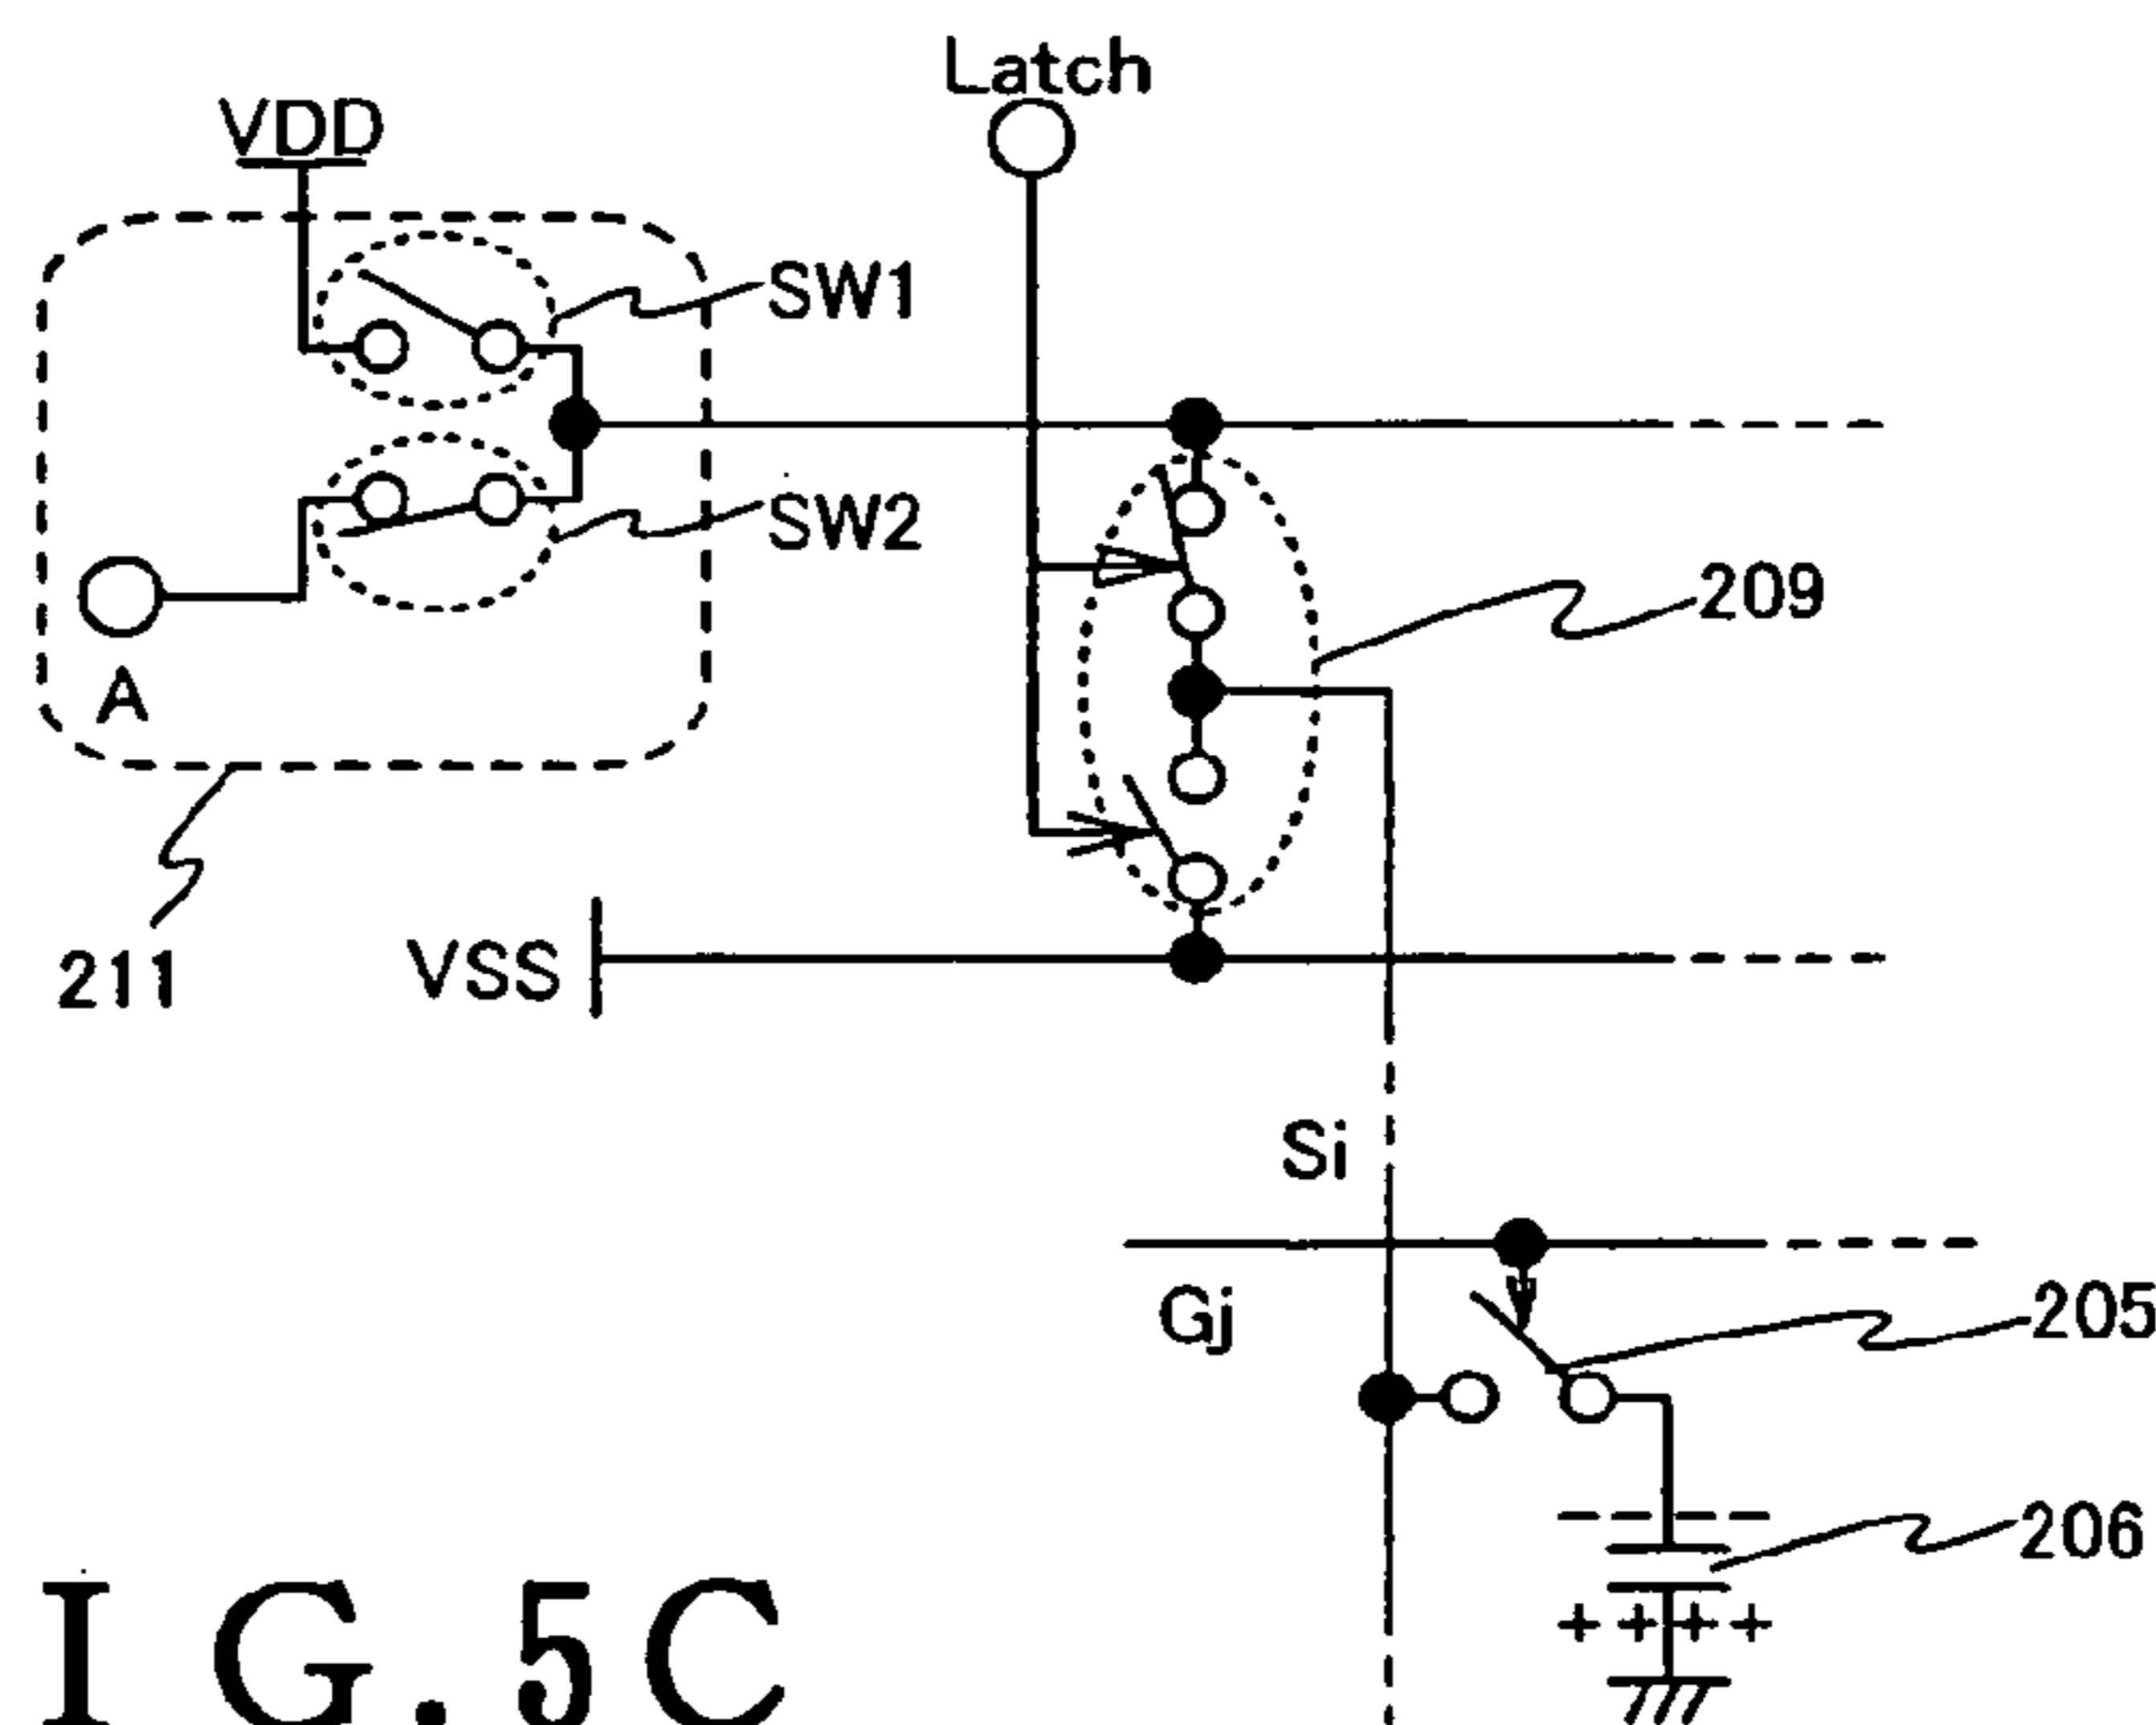 Latch
VDD
SW1
SW2
209
A
211
VSS
Si
Gj
205
206
- - - -
+ + + +
I G . 5 C